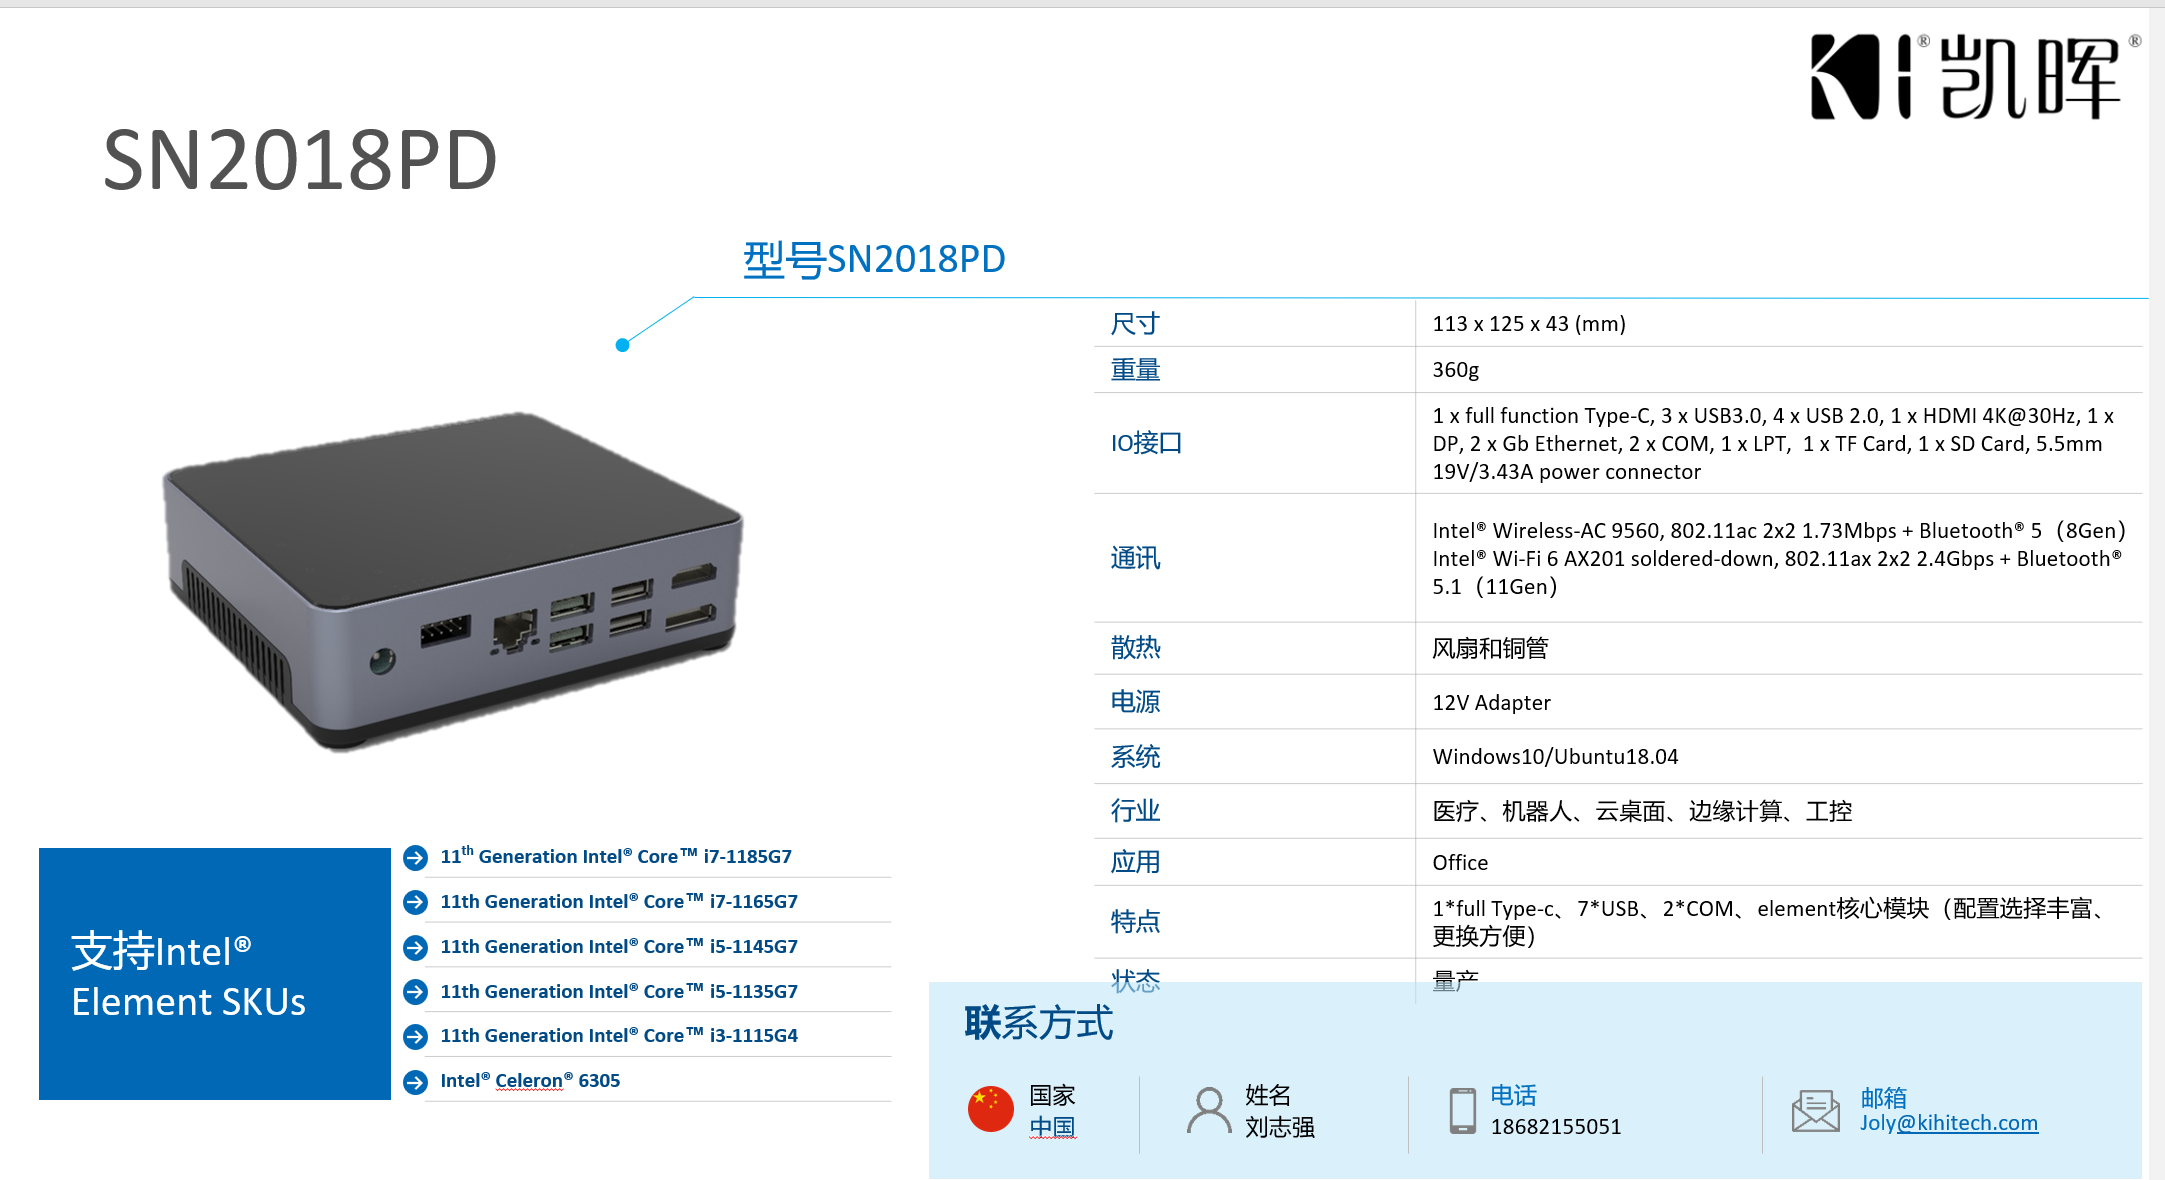 KI®凯晖®
SN2018PD
型号SN2018PD
尺寸
113 x 125 x 43 (mm)
重量
360g
IO接口
1 x full function Type-C, 3 x USB3.0, 4 x USB 2.0, 1 x HDMI 4K@30Hz, 1 x
DP, 2 x Gb Ethernet, 2 x COM, 1 x LPT, 1 x TF Card, 1 x SD Card, 5.5mm
19V/3.43A power connector
通讯
Intel® Wireless-AC 9560, 802.11ac 2x2 1.73Mbps + Bluetooth® 5（8Gen）
Intel® Wi-Fi 6 AX201 soldered-down, 802.11ax 2x2 2.4Gbps + Bluetooth®
5.1（11Gen）
散热
风扇和铜管
电源
12V Adapter
系统
Windows10/Ubuntu18.04
行业
医疗、机器人、云桌面、边缘计算、工控
应用
Office
特点
1*full Type-c、7*USB、2*COM、element核心模块（配置选择丰富、
更换方便）
状态
量产
支持Intel®
Element SKUs
11th Generation Intel® Core™ i7-1185G7
11th Generation Intel® Core™ i7-1165G7
11th Generation Intel® Core™ i5-1145G7
11th Generation Intel® Core™ i5-1135G7
11th Generation Intel® Core™ i3-1115G4
Intel® Celeron® 6305
联系方式
国家
中国
姓名
刘志强
电话
18682155051
邮箱
Joly@kihitech.com